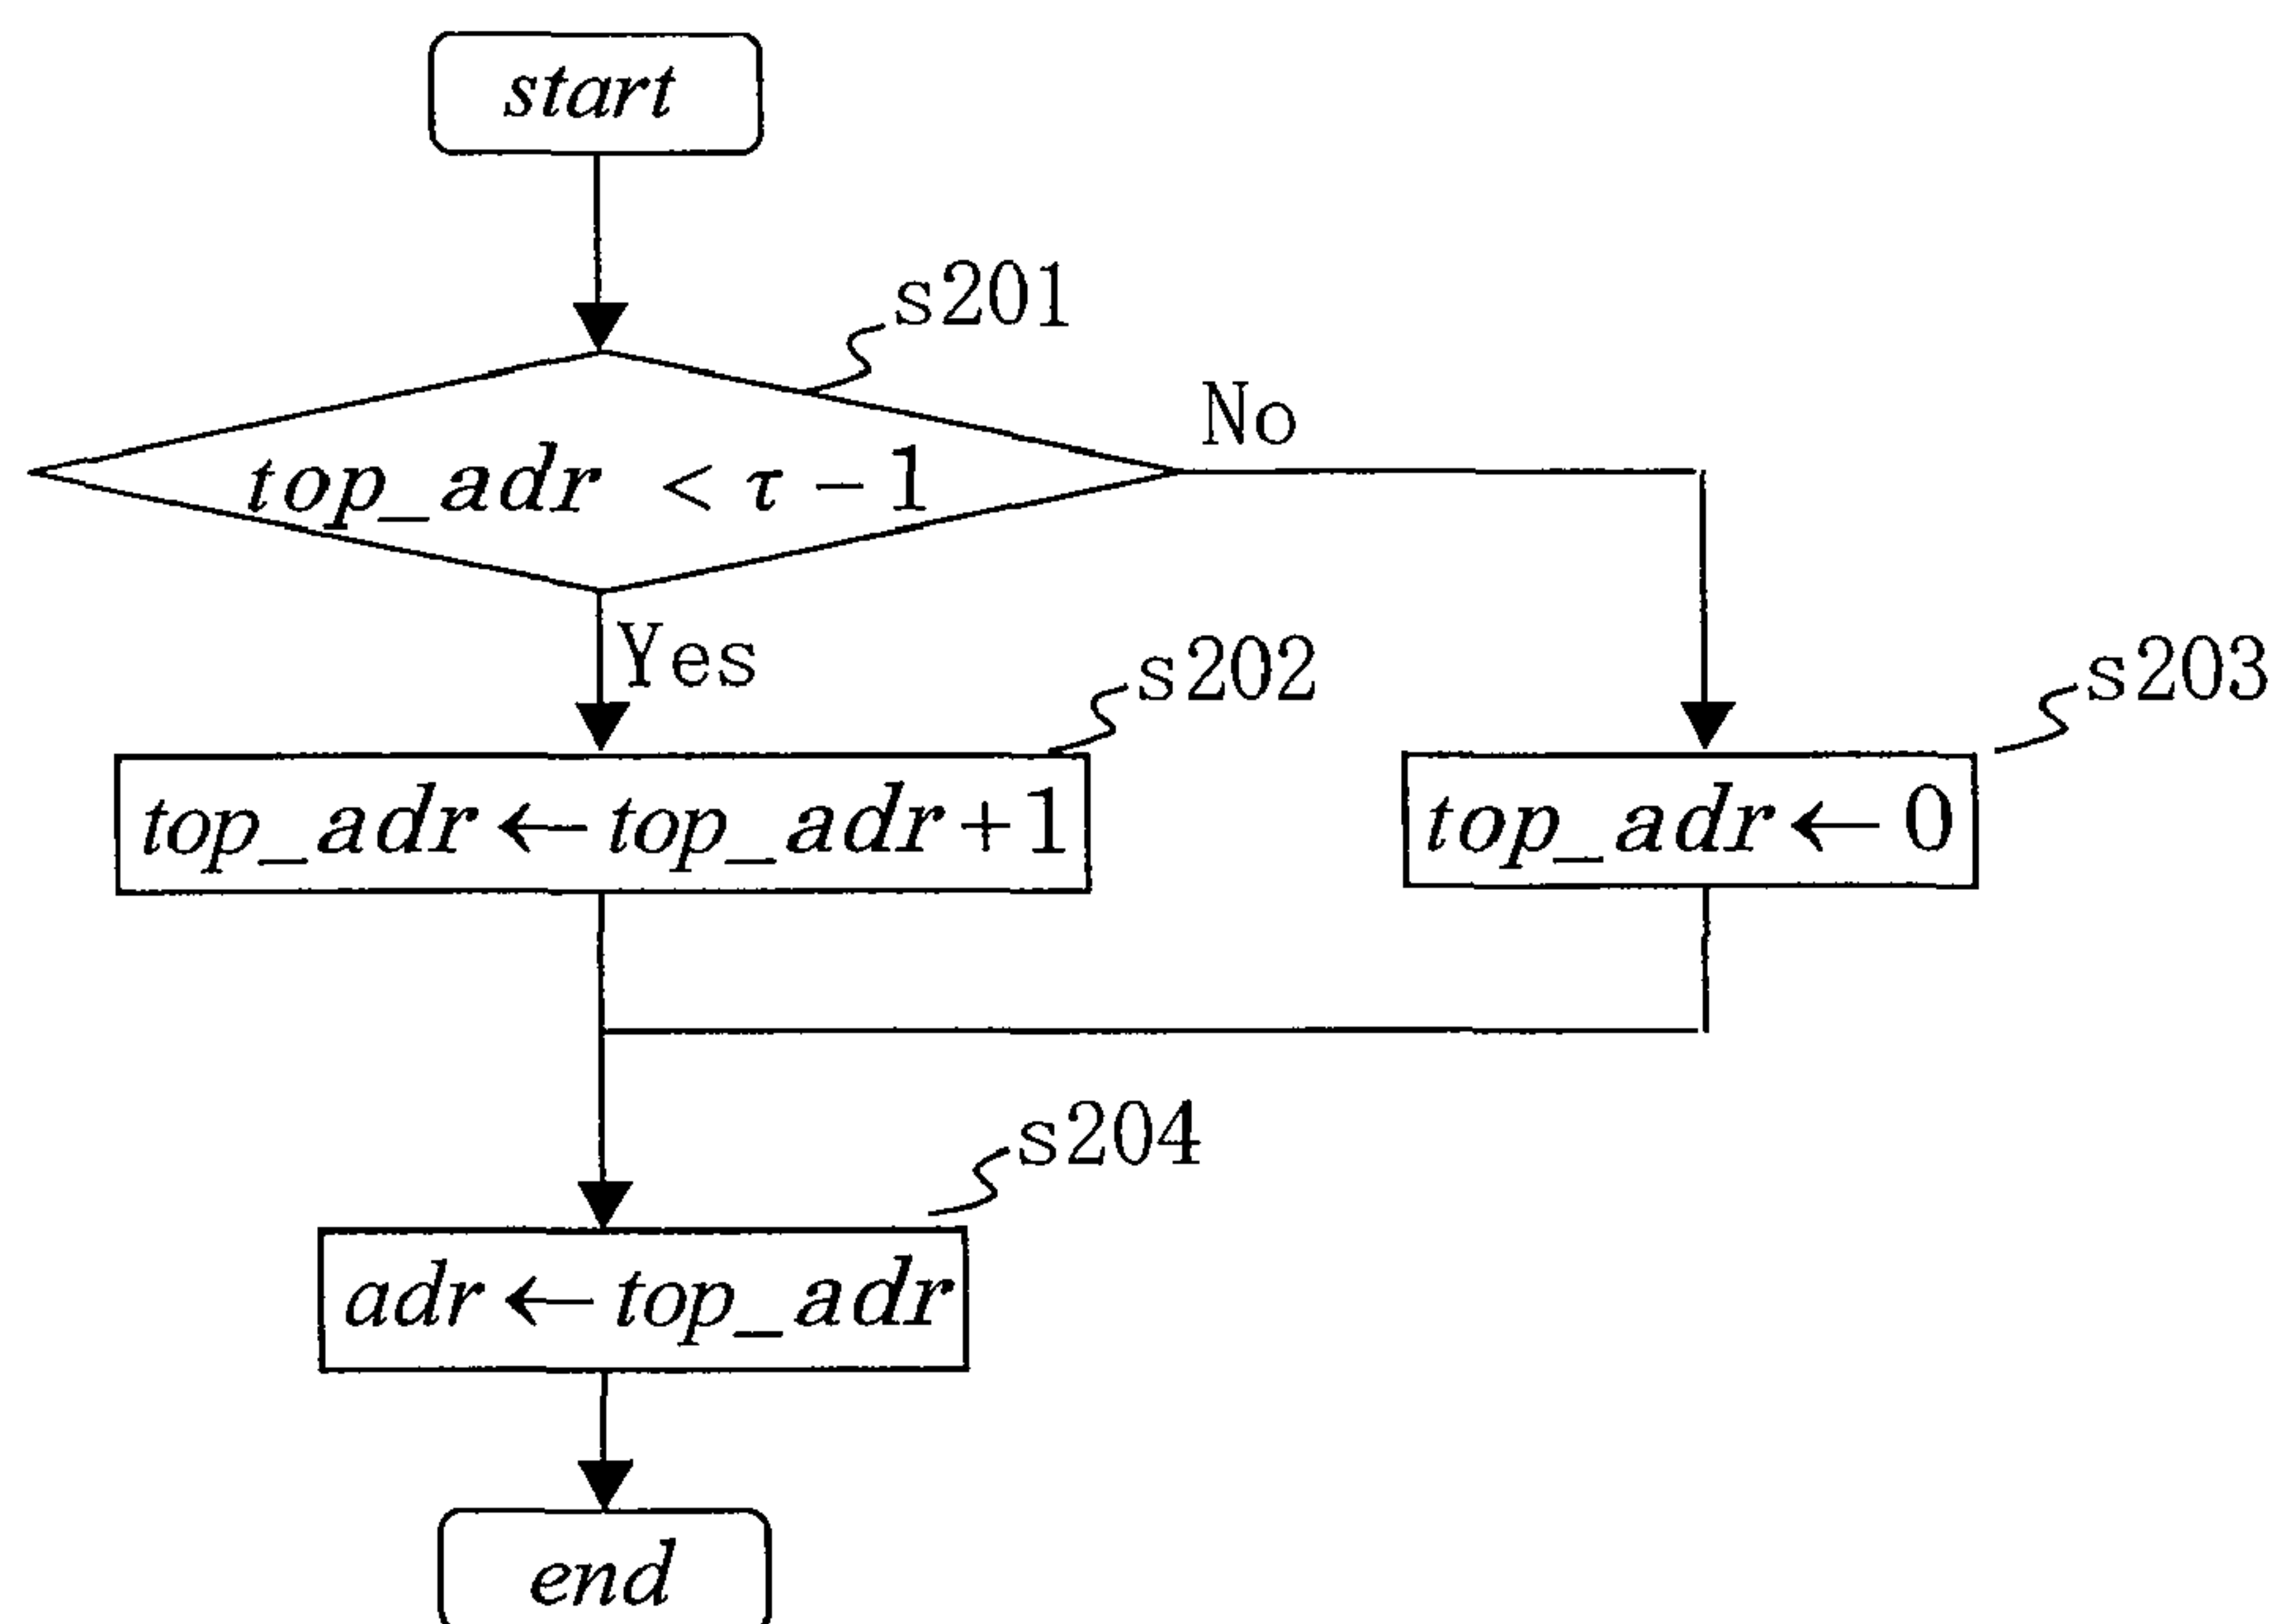 start
s201
No
top_adr < τ − 1
Yes
s202
s203
top_adr ← top_adr + 1
top_adr ← 0
s204
adr ← top_adr
end